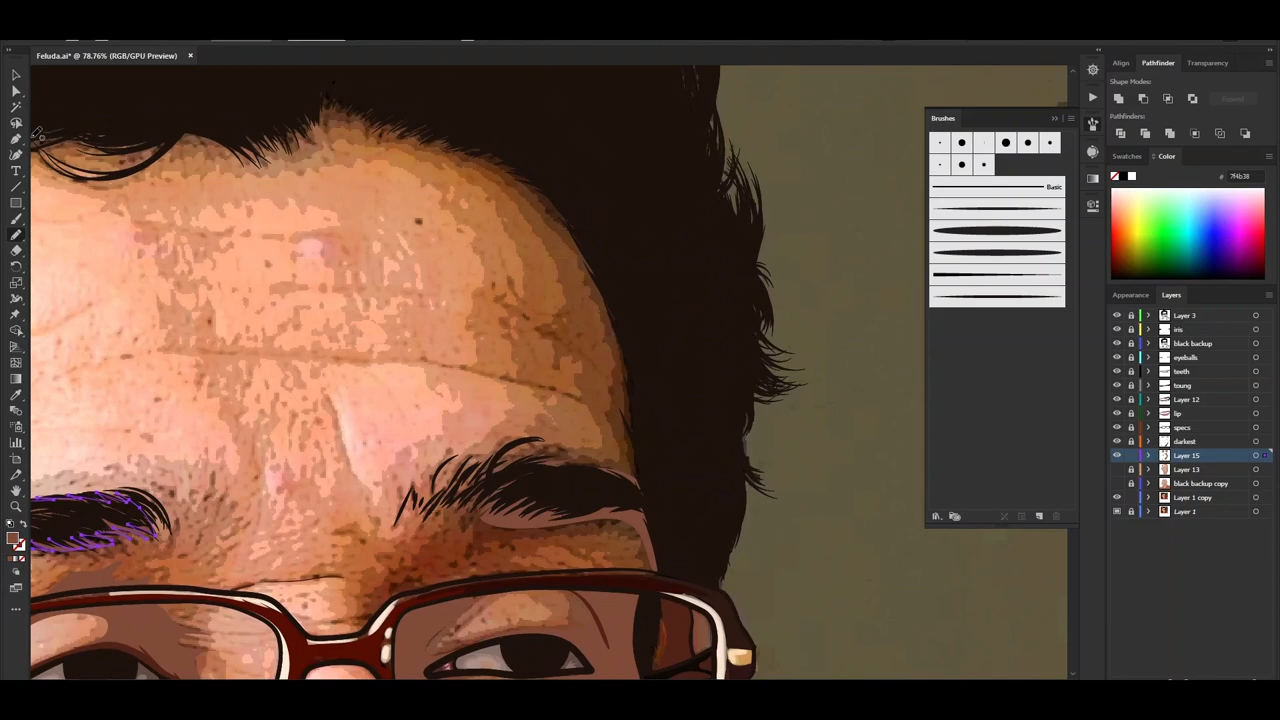 Feluda.ai* @ 78.76% (RGB/GPU Preview)
Align Pathfinder Transparency
Shape Modes:
Expand
Pathfinders:
Brushes
Basic
Swatches Color
# 7f4b38
Appearance Layers
Layer 3
iris
black backup
eyeballs
teeth
toung
Layer 12
lip
specs
darkest
Layer 15
Layer 13
black backup copy
Layer 1 copy
Layer 1